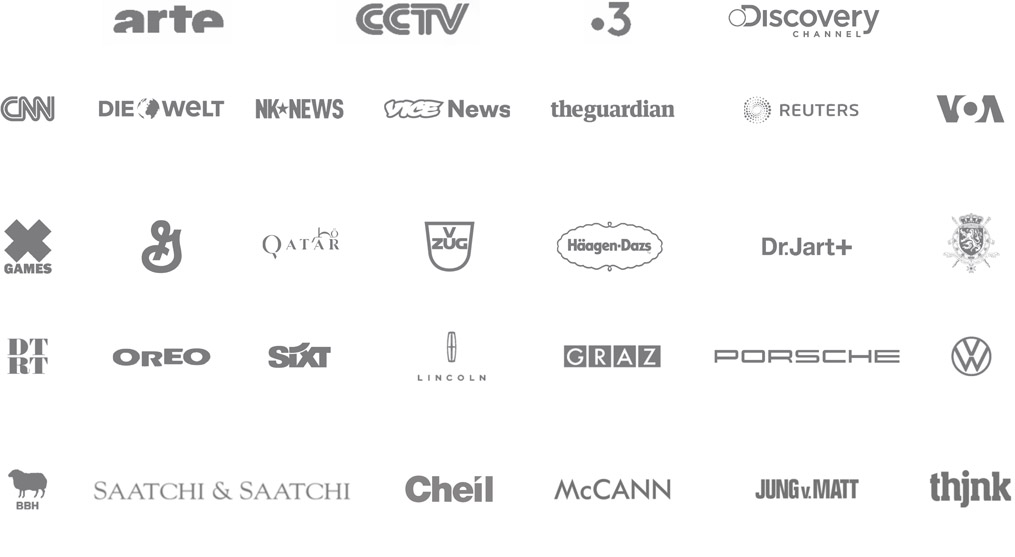 arte
CCTV
3
Discovery
CHANNEL
CNN
DIE WELT
NK NEWS
VICE News
theguardian
REUTERS
VOA
X
GAMES
G
QATAR
V
ZUG
Häagen-Dazs
Dr.Jart+
DT
RT
OREO
SIXT
LINCOLN
GRAZ
PORSCHE
VW
BBH
SAATCHI & SAATCHI
Cheil
McCANN
JUNG v. MATT
thjnk